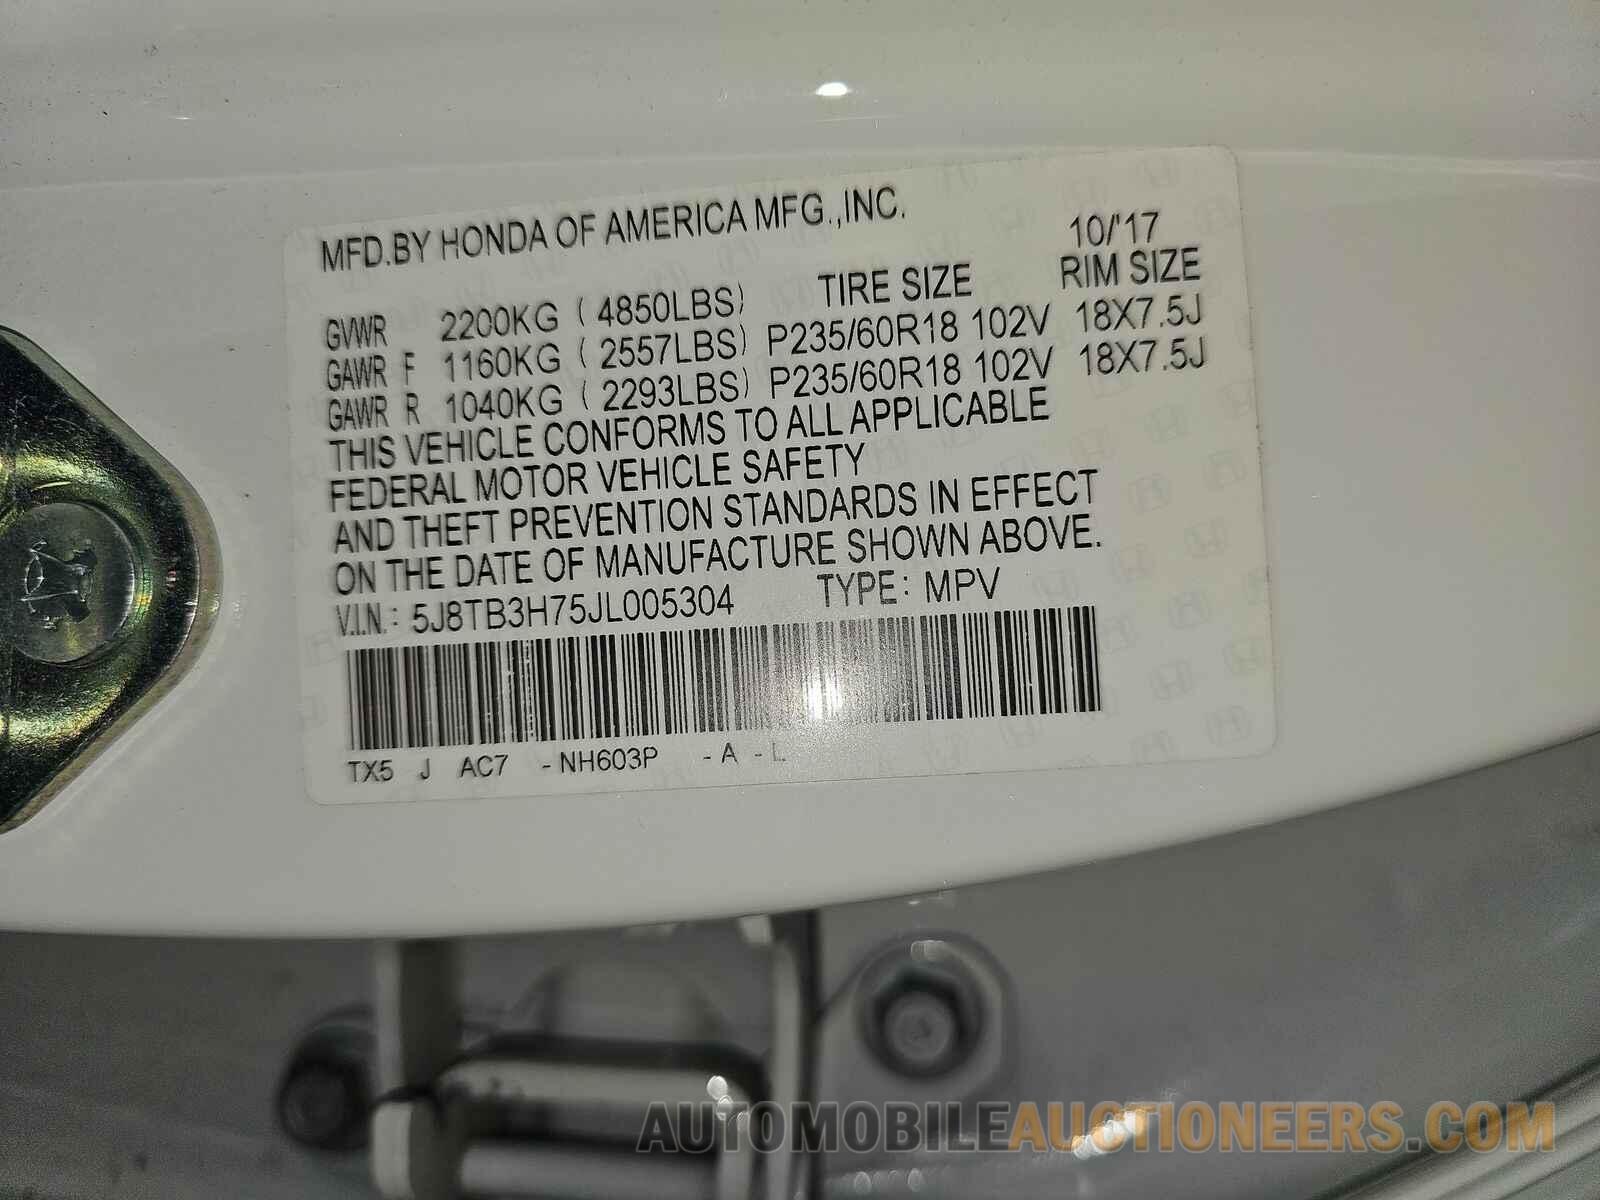 MFD.BY HONDA OF AMERICA MFG.,INC. 10/'17
GVWR 2200KG ( 4850LBS) TIRE SIZE RIM SIZE
GAWR F 1160KG ( 2557LBS) P235/60R18 102V 18X7.5J
GAWR R 1040KG ( 2293LBS) P235/60R18 102V 18X7.5J
THIS VEHICLE CONFORMS TO ALL APPLICABLE
FEDERAL MOTOR VEHICLE SAFETY
AND THEFT PREVENTION STANDARDS IN EFFECT
ON THE DATE OF MANUFACTURE SHOWN ABOVE.
V.I.N.: 5J8TB3H75JL005304 TYPE: MPV
TX5 J AC7 -NH603P -A -L
AUTOMOBILEAUCTIONEERS.COM